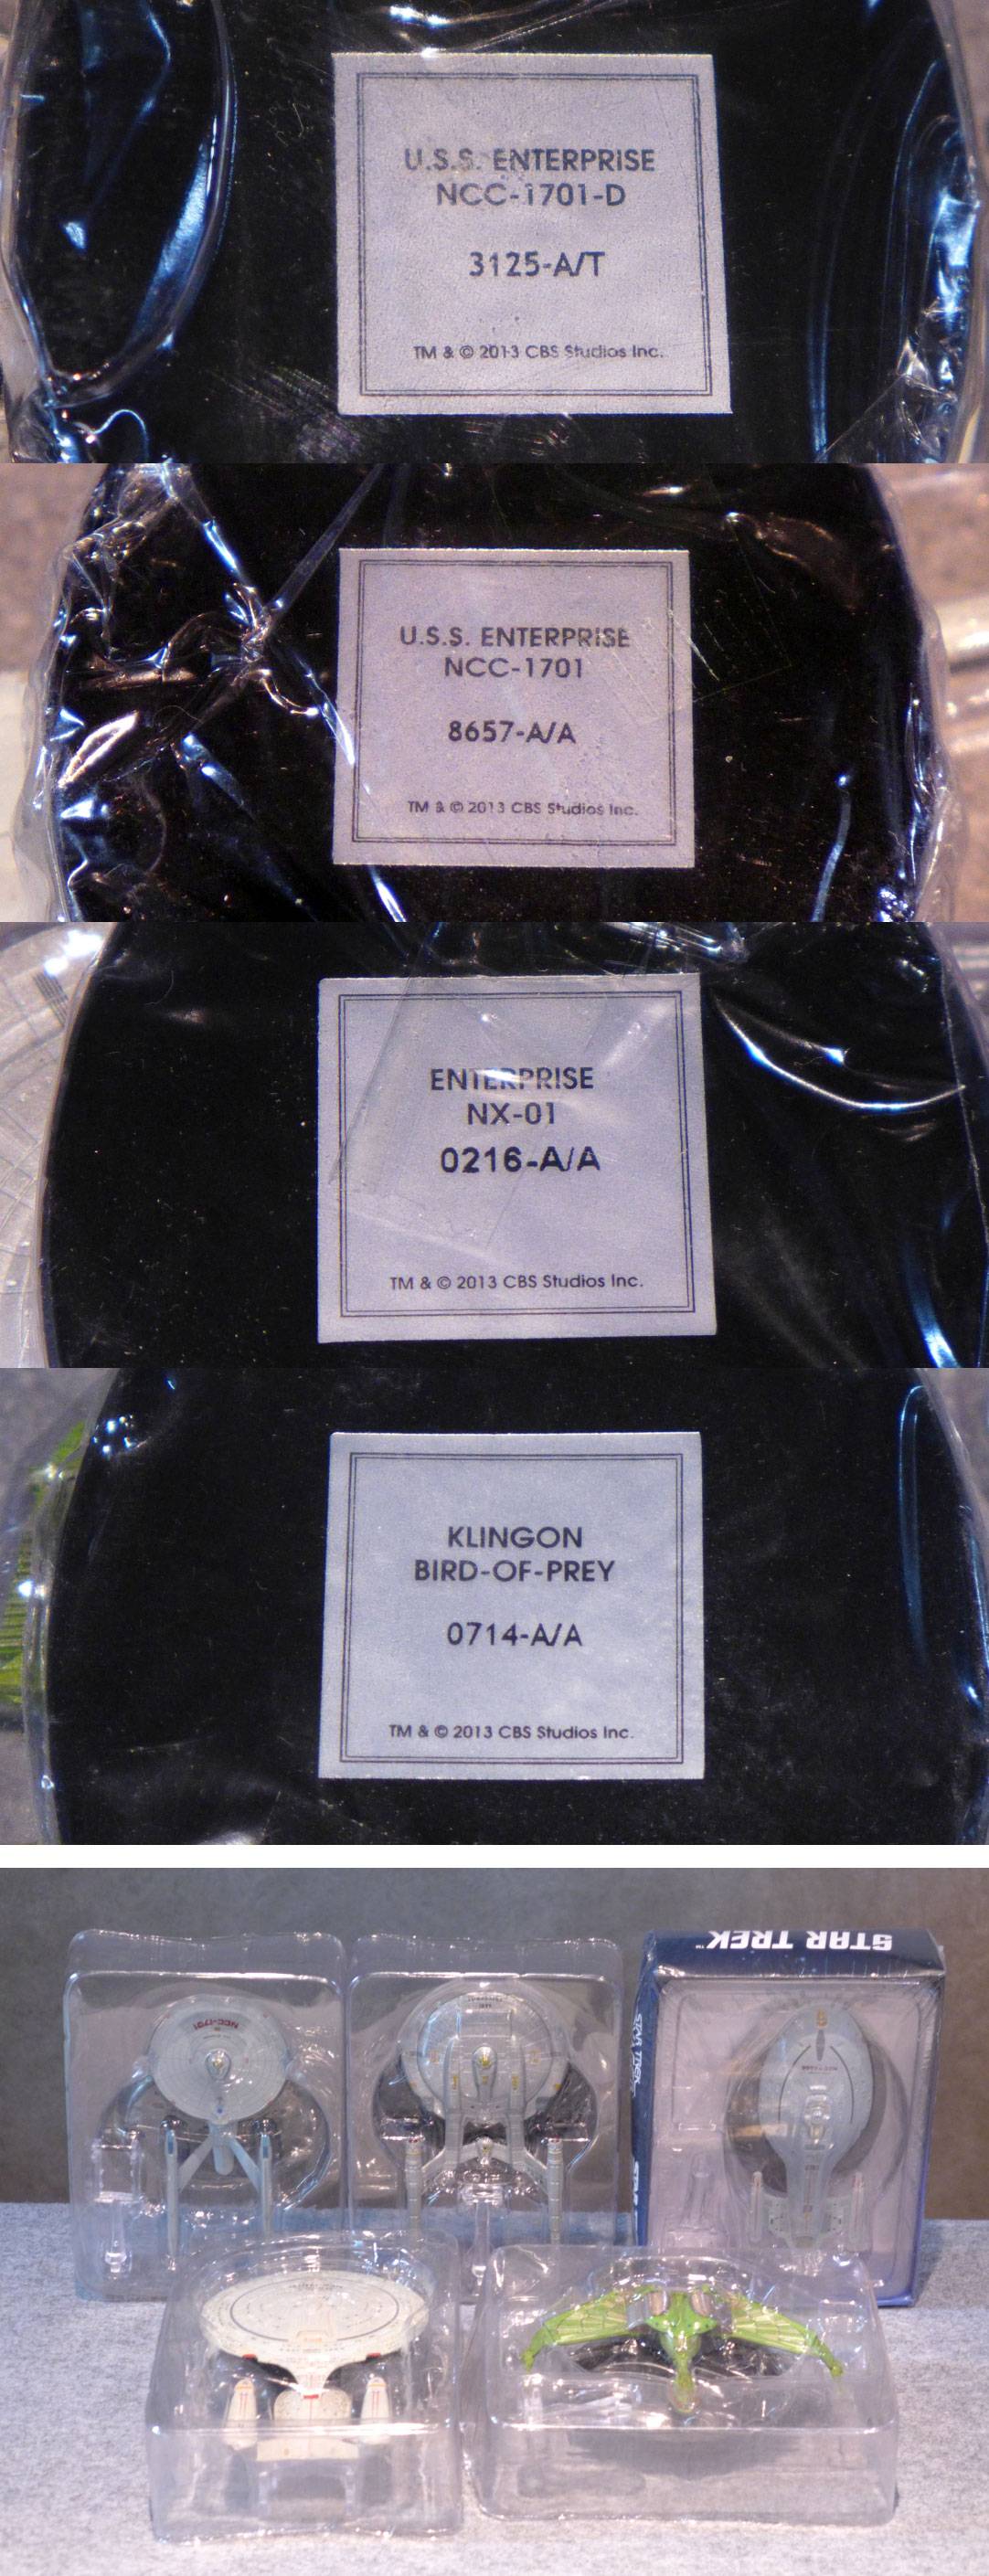 U.S.S. ENTERPRISE
NCC-1701-D
3125-A/T
TM & © 2013 CBS Studios Inc.
U.S.S. ENTERPRISE
NCC-1701
8657-A/A
TM & © 2013 CBS Studios Inc.
ENTERPRISE
NX-01
0216-A/A
TM & © 2013 CBS Studios Inc.
KLINGON
BIRD-OF-PREY
0714-A/A
TM & © 2013 CBS Studios Inc.
STAR TREK™
STAR TREK
NCC-1701